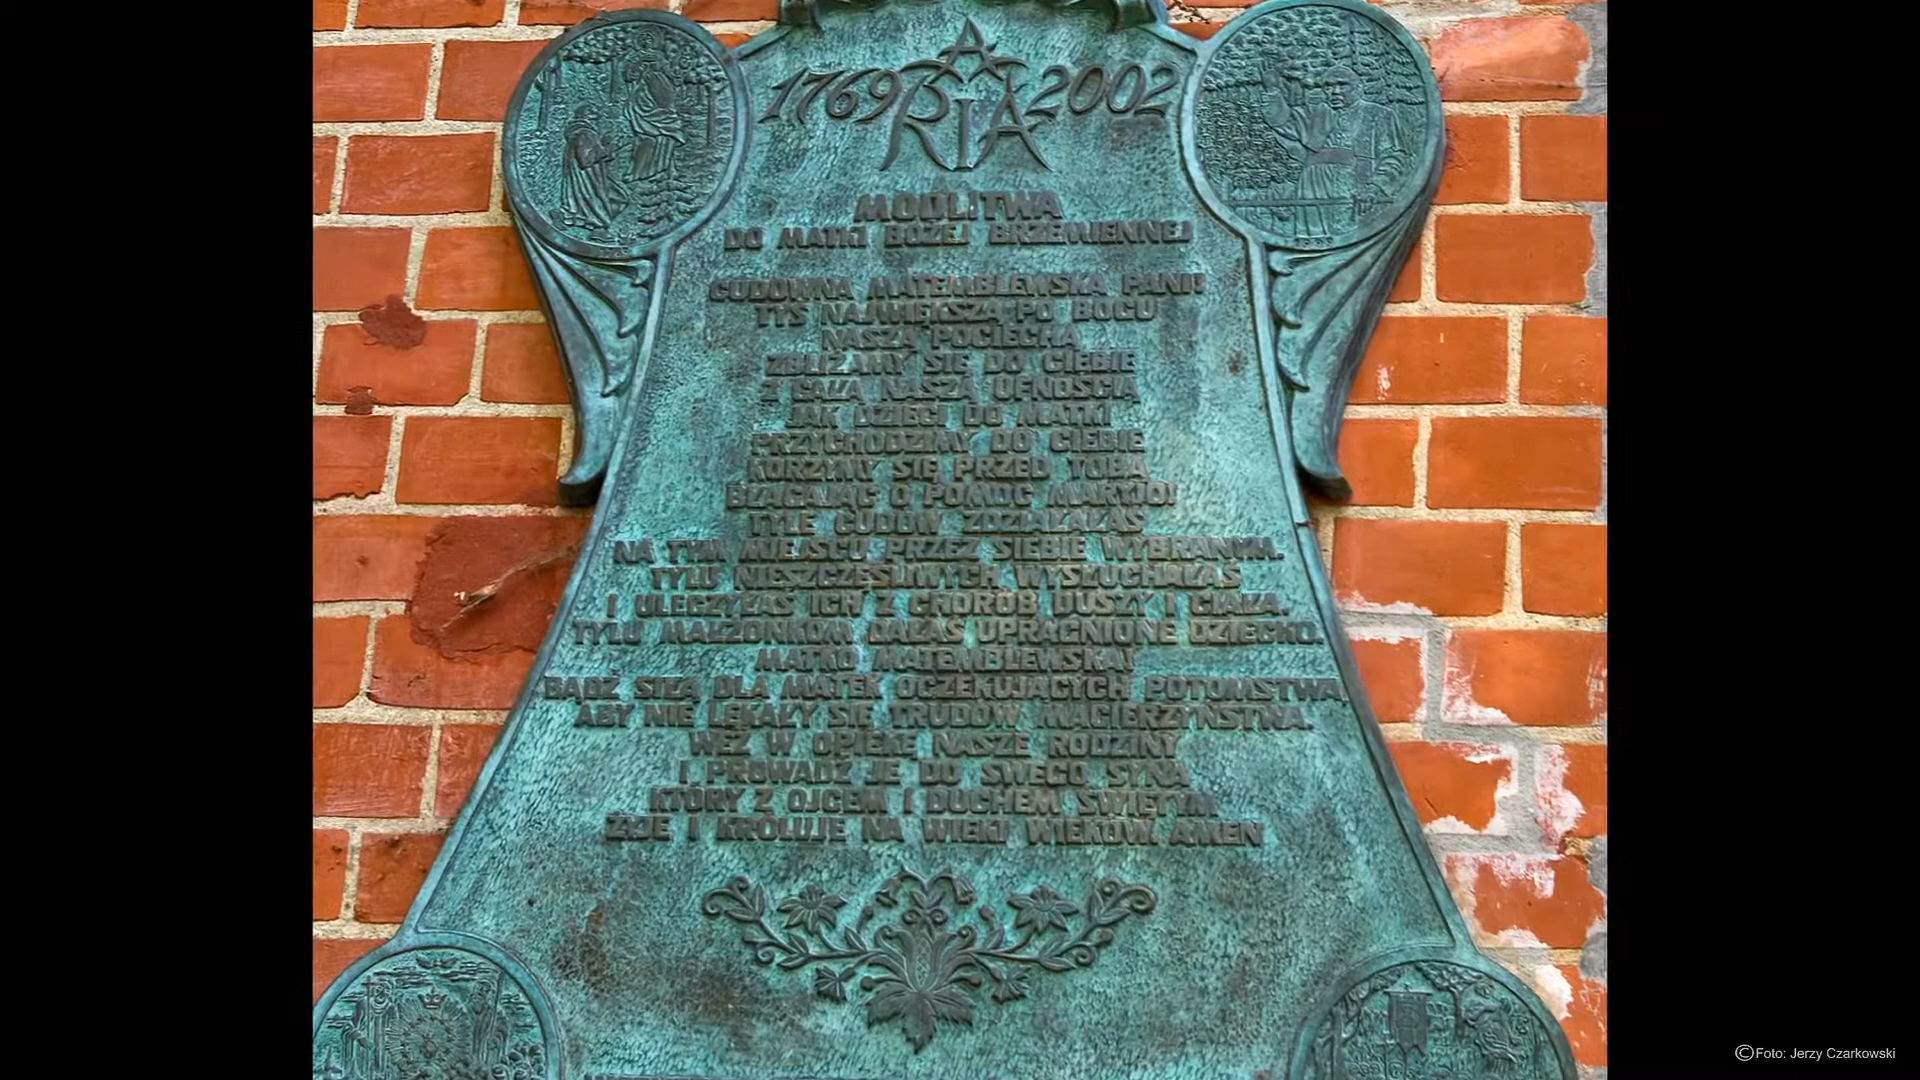 1769 MARIA 2002
MODLITWA
DO MATKI BOŻEJ BRZEMIENNEJ
CUDOWNA MATEMBLEWSKA PANI!
TYŚ NAJWIĘKSZĄ PO BOGU
NASZĄ POCIECHĄ
ZBLIŻAMY SIĘ DO CIEBIE
Z CAŁĄ NASZĄ UFNOŚCIĄ
JAK DZIECI DO MATKI
PRZYCHODZIMY DO CIEBIE
KORZYMY SIĘ PRZED TOBĄ
BŁAGAJĄC O POMOC MARYJO!
TYLE CUDÓW ZDZIAŁAŁAŚ
NA TYM MIEJSCU PRZEZ SIEBIE WYBRANYM.
TYLU NIESZCZĘŚLIWYCH WYSŁUCHAŁAŚ
I ULECZYŁAŚ ICH Z CHORÓB DUSZY I CIAŁA.
TYLU MAŁŻONKOM DAŁAŚ UPRAGNIONE DZIECKO.
MATKO MATEMBLEWSKA!
BĄDŹ SIŁĄ DLA MATEK OCZEKUJĄCYCH POTOMSTWA,
ABY NIE LĘKAŁY SIĘ TRUDÓW MACIERZYŃSTWA.
WEŹ W OPIEKĘ NASZE RODZINY
I PROWADŹ JE DO SWEGO SYNA
KTÓRY Z OJCEM I DUCHEM ŚWIĘTYM
ŻYJE I KRÓLUJE NA WIEKI WIEKÓW. AMEN
©Foto: Jerzy Czarkowski